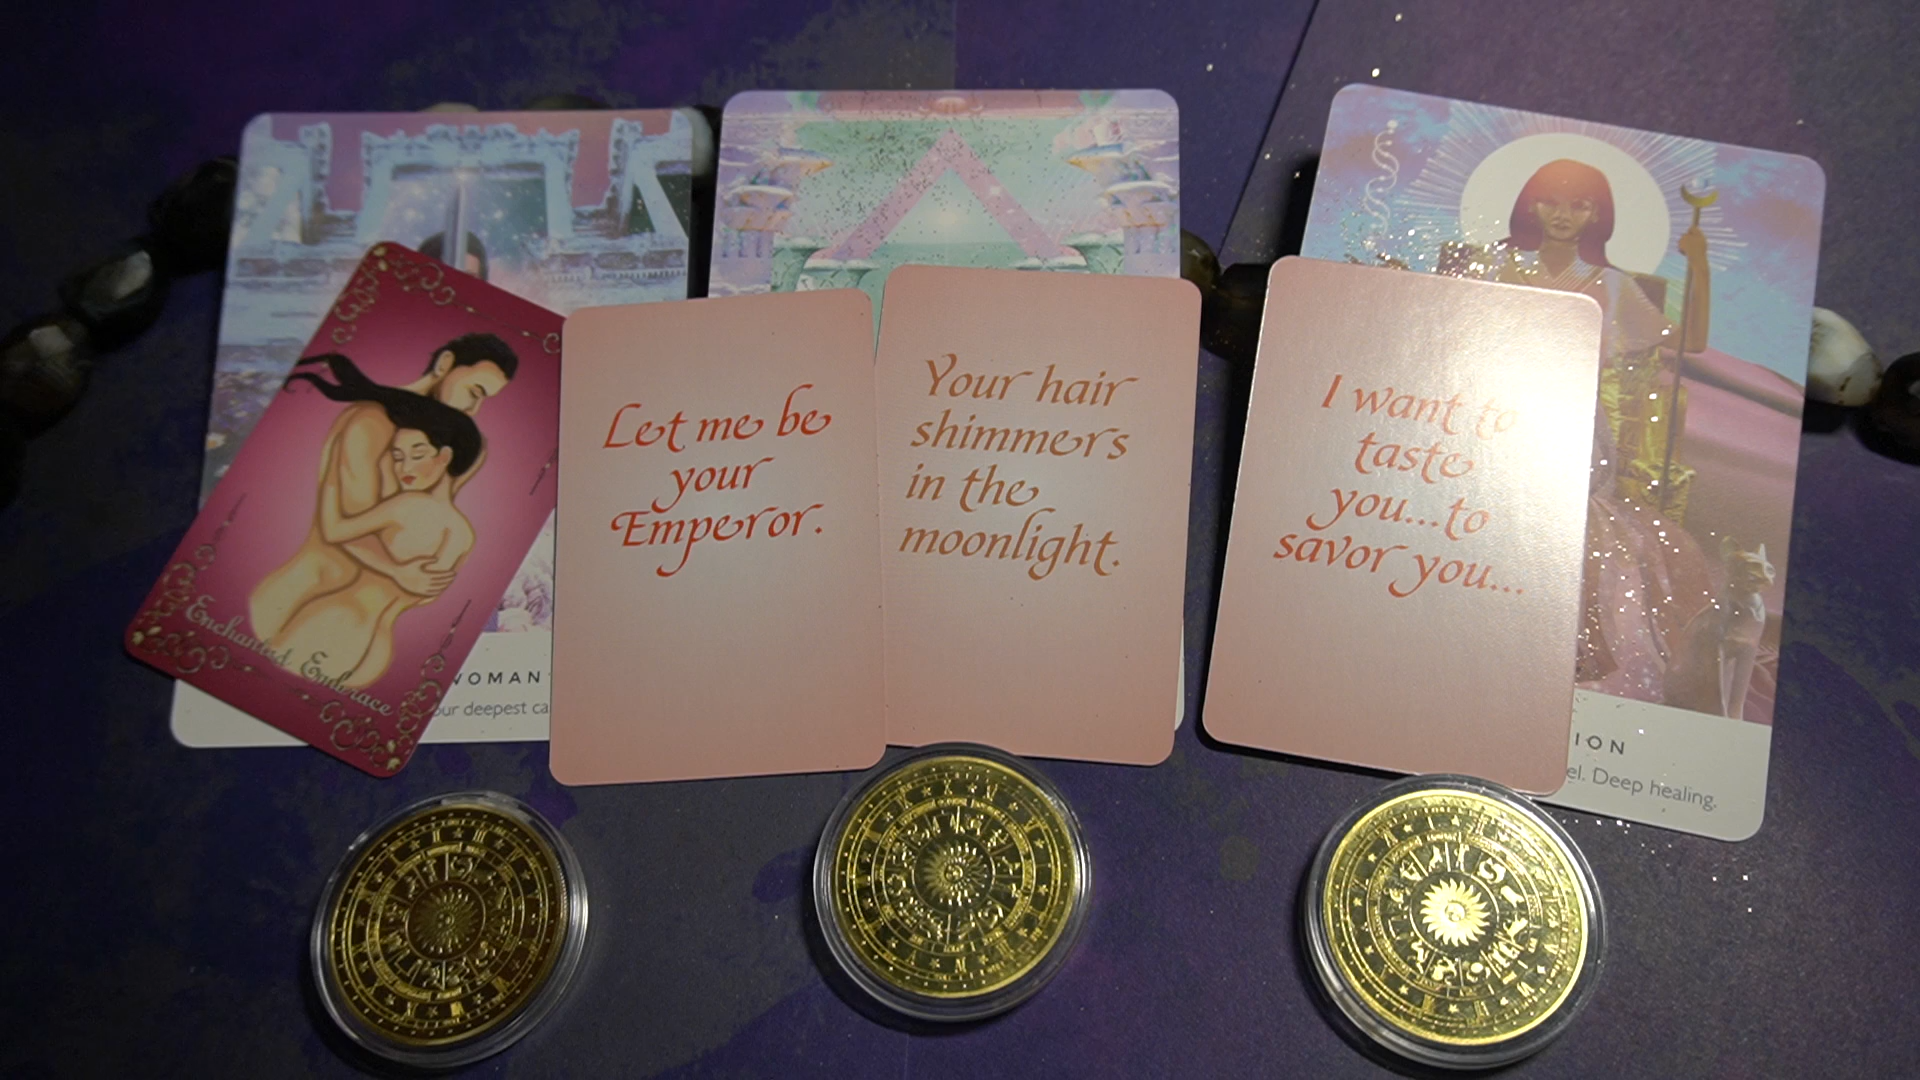 Enchanted Embrace
WOMAN
our deepest ca
Let me be
your
Emperor.
Your hair
shimmers
in the
moonlight.
I want to
taste
you...to
savor you...
ION
el. Deep healing.